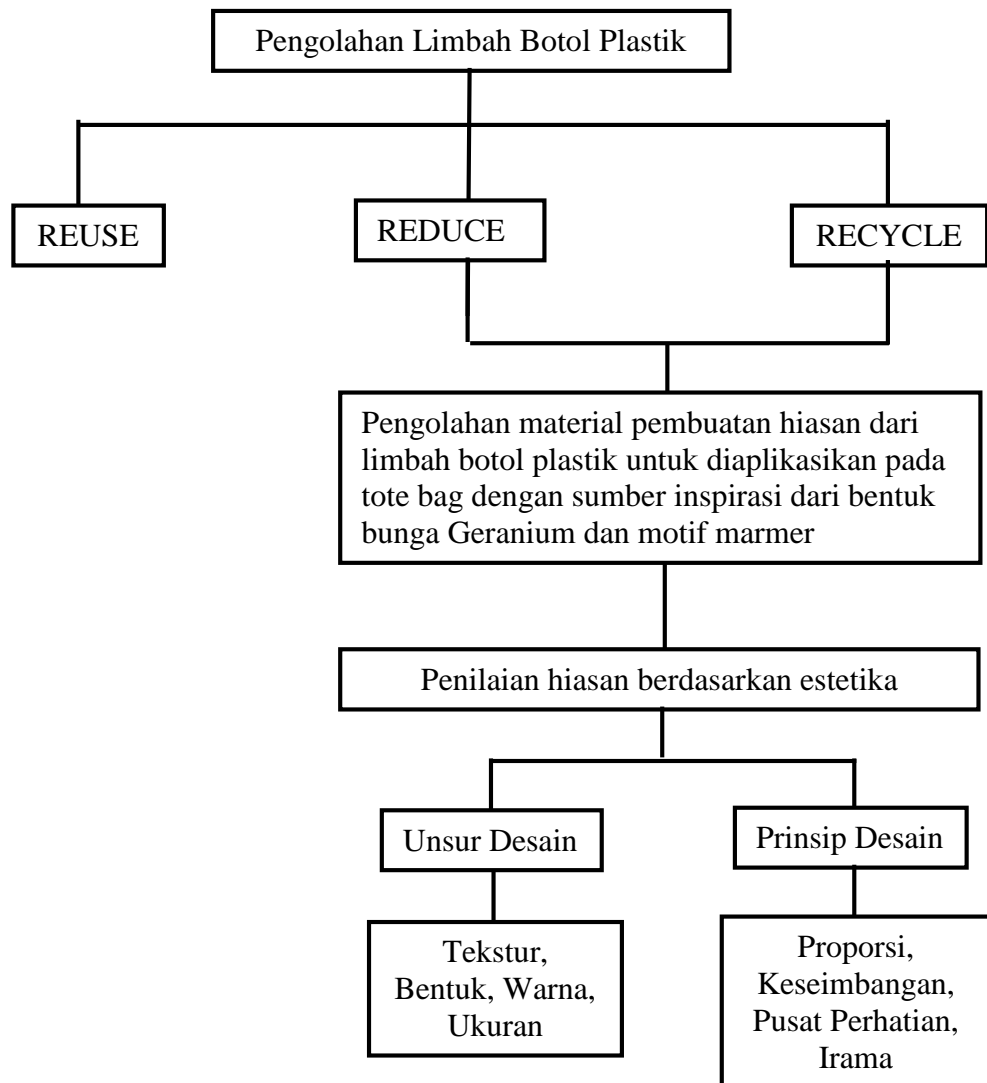 Pengolahan Limbah Botol Plastik
REUSE
REDUCE
RECYCLE
Pengolahan material pembuatan hiasan dari
limbah botol plastik untuk diaplikasikan pada
tote bag dengan sumber inspirasi dari bentuk
bunga Geranium dan motif marmer
Penilaian hiasan berdasarkan estetika
Unsur Desain
Prinsip Desain
Tekstur,
Bentuk, Warna,
Ukuran
Proporsi,
Keseimbangan,
Pusat Perhatian,
Irama